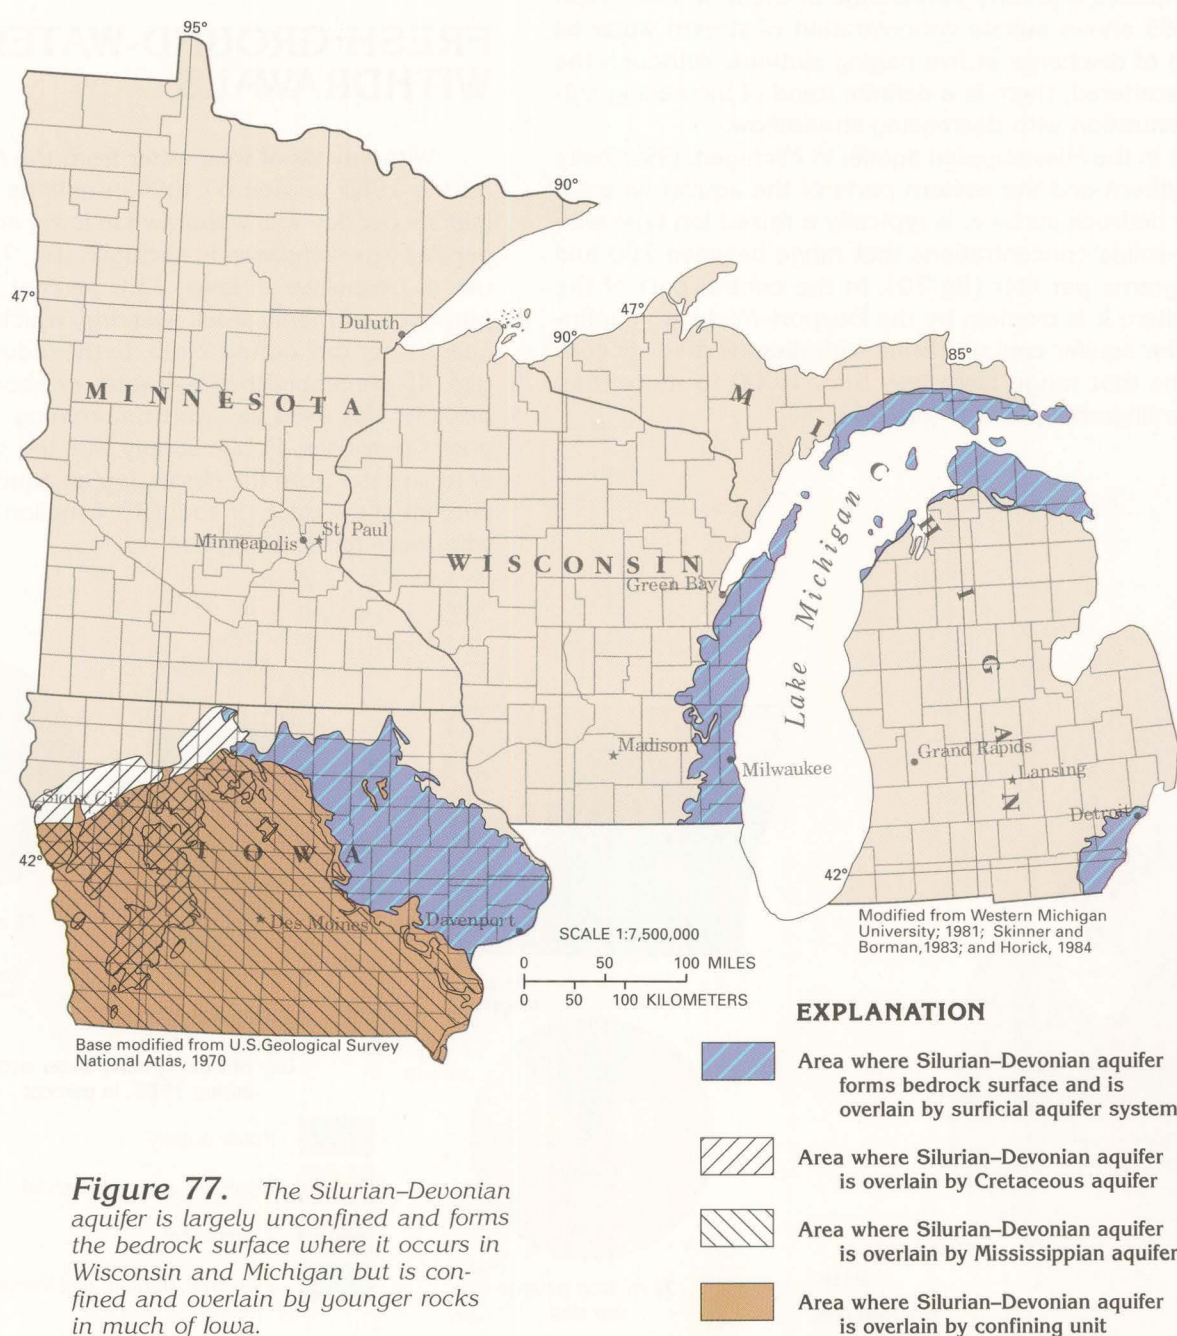 95°
90°
47°
47°
Duluth
90°
85°
MINNESOTA
MICHIGAN
Minneapolis
St. Paul
WISCONSIN
Green Bay
Lake Michigan
Madison
Milwaukee
Grand Rapids
Lansing
Detroit
Sioux City
42°
IOWA
42°
Des Moines
Davenport
Modified from Western Michigan
University; 1981; Skinner and
Borman,1983; and Horick, 1984
SCALE 1:7,500,000
0 50 100 MILES
0 50 100 KILOMETERS
Base modified from U.S.Geological Survey
National Atlas, 1970
EXPLANATION
Area where Silurian–Devonian aquifer
forms bedrock surface and is
overlain by surficial aquifer system
Area where Silurian–Devonian aquifer
is overlain by Cretaceous aquifer
Area where Silurian–Devonian aquifer
is overlain by Mississippian aquifer
Area where Silurian–Devonian aquifer
is overlain by confining unit
Figure 77. The Silurian–Devonian
aquifer is largely unconfined and forms
the bedrock surface where it occurs in
Wisconsin and Michigan but is con-
fined and overlain by younger rocks
in much of Iowa.